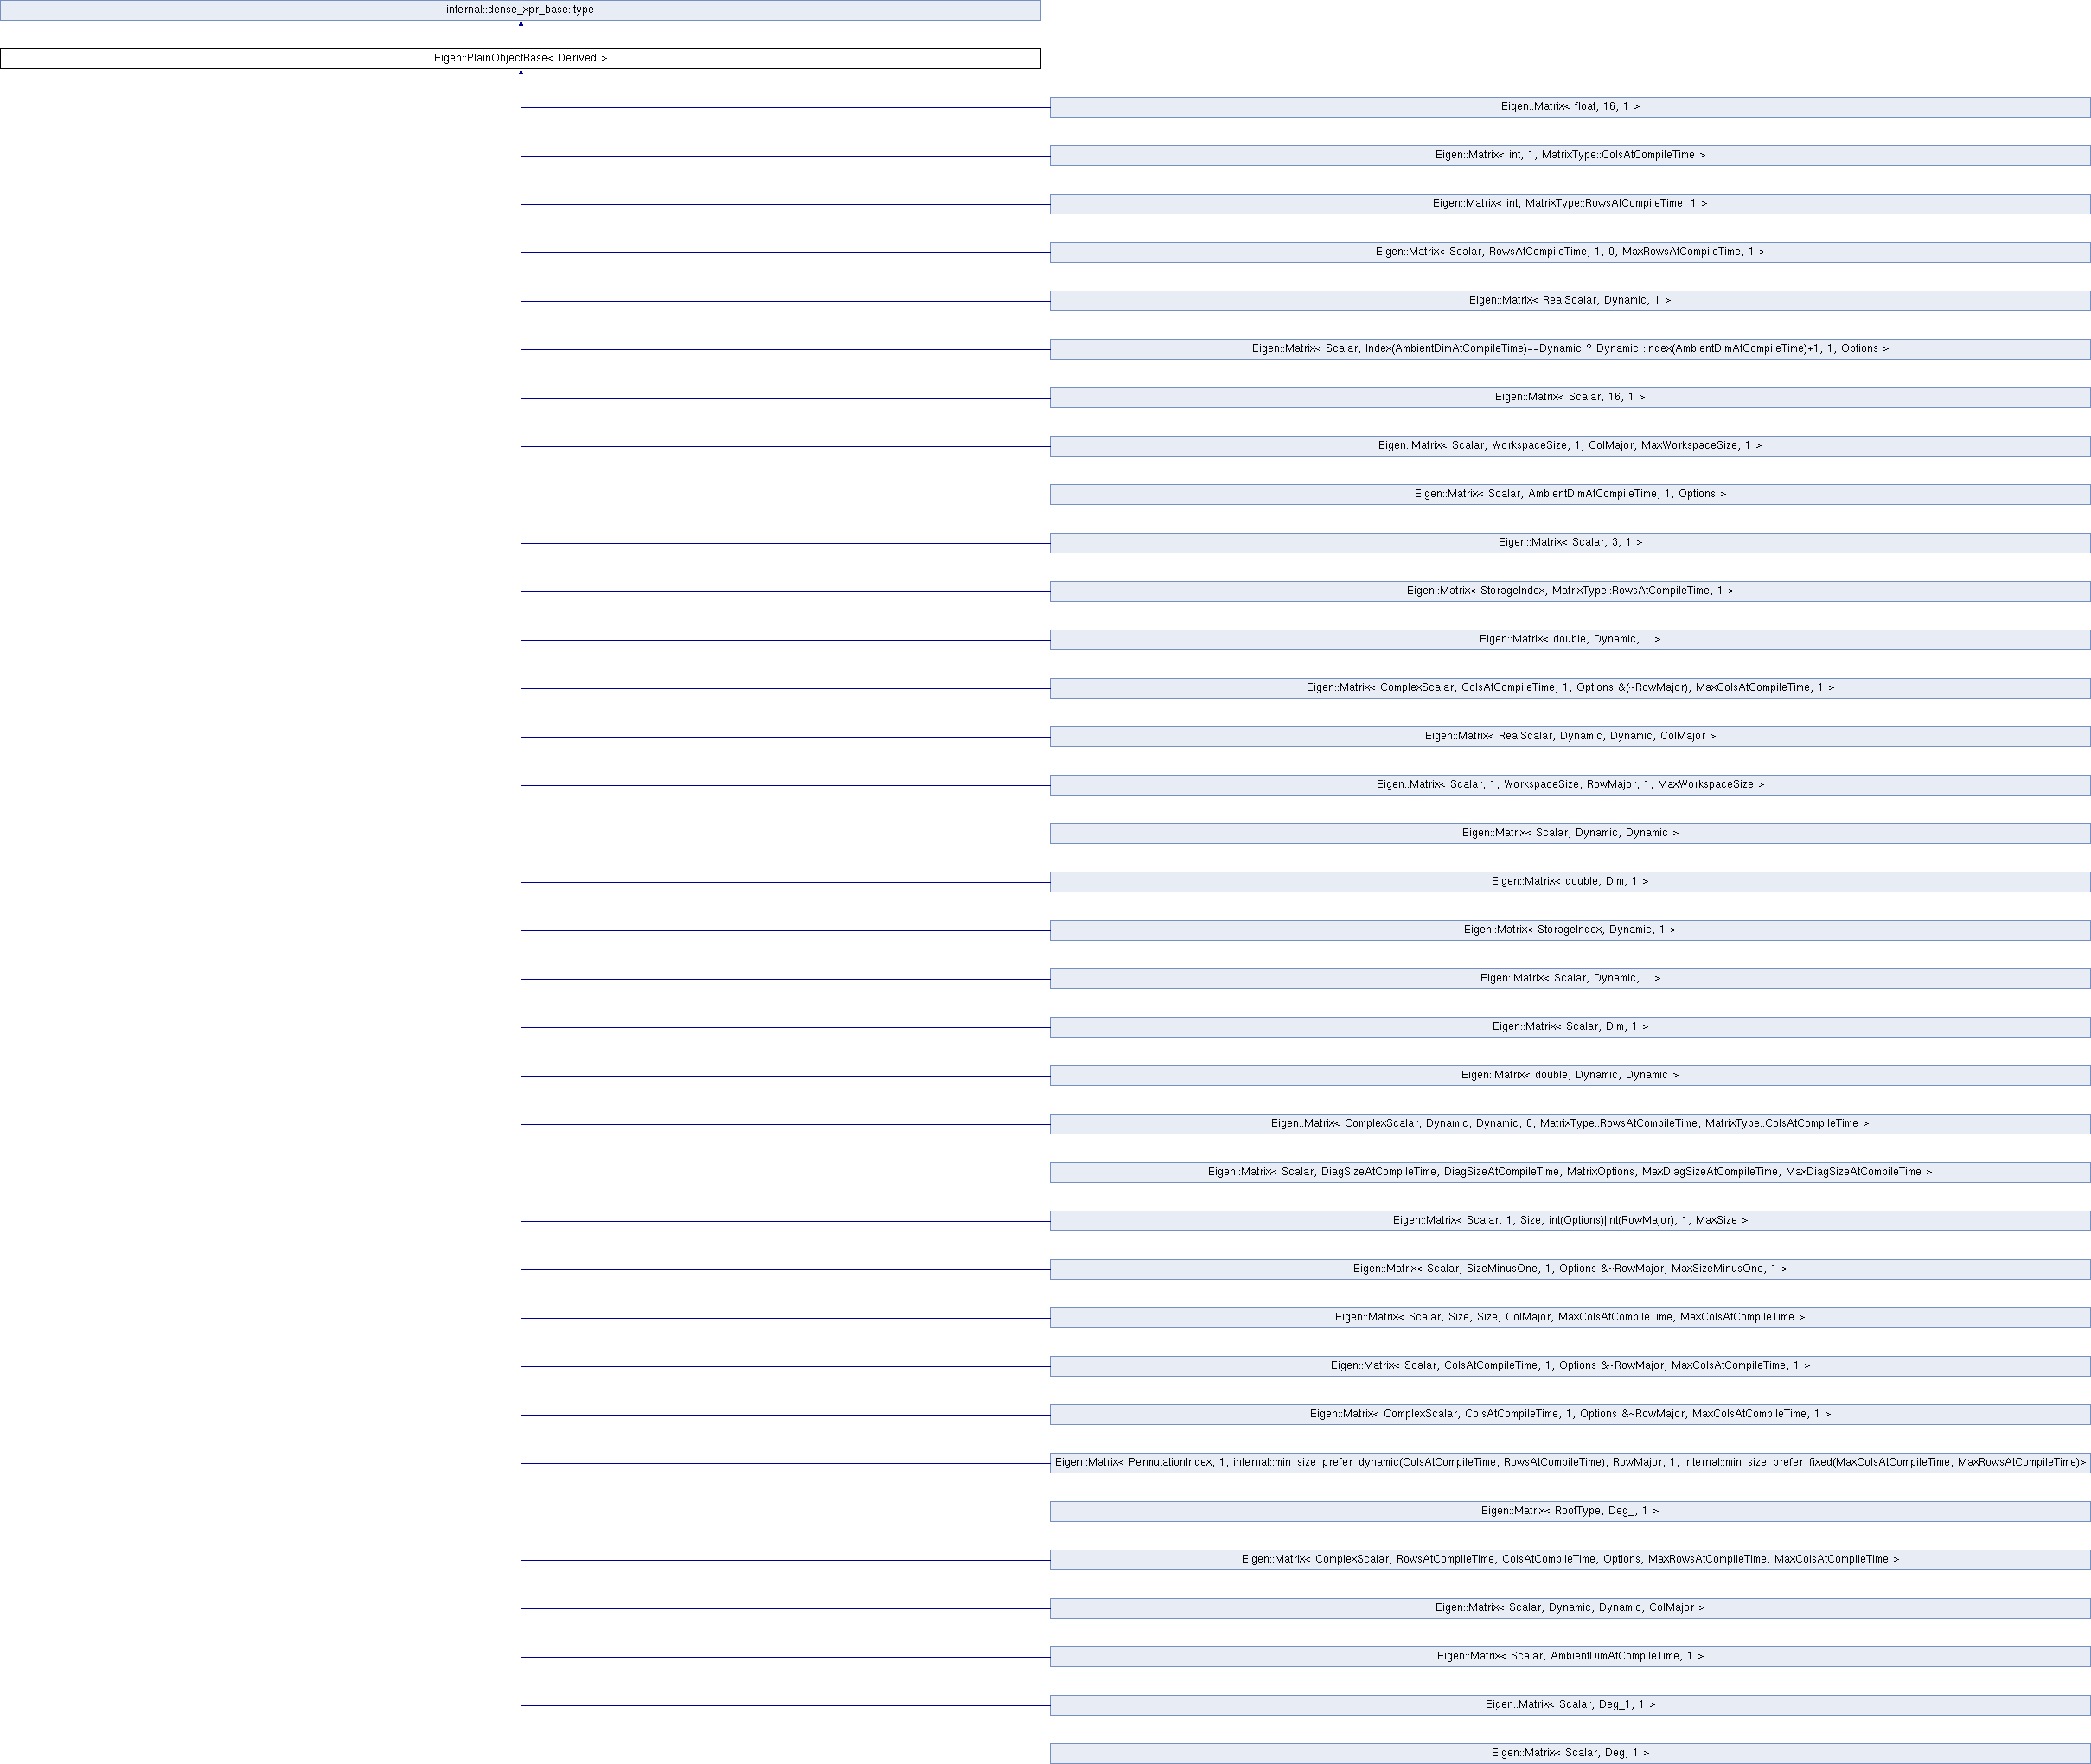 internal::dense_xpr_base::type
Eigen::PlainObjectBase< Derived >
Eigen::Matrix< float, 16, 1 >
Eigen::Matrix< int, 1, MatrixType::ColsAtCompileTime >
Eigen::Matrix< int, MatrixType::RowsAtCompileTime, 1 >
Eigen::Matrix< Scalar, RowsAtCompileTime, 1, 0, MaxRowsAtCompileTime, 1 >
Eigen::Matrix< RealScalar, Dynamic, 1 >
Eigen::Matrix< Scalar, Index(AmbientDimAtCompileTime)==Dynamic ? Dynamic :Index(AmbientDimAtCompileTime)+1, 1, Options >
Eigen::Matrix< Scalar, 16, 1 >
Eigen::Matrix< Scalar, WorkspaceSize, 1, ColMajor, MaxWorkspaceSize, 1 >
Eigen::Matrix< Scalar, AmbientDimAtCompileTime, 1, Options >
Eigen::Matrix< Scalar, 3, 1 >
Eigen::Matrix< StorageIndex, MatrixType::RowsAtCompileTime, 1 >
Eigen::Matrix< double, Dynamic, 1 >
Eigen::Matrix< ComplexScalar, ColsAtCompileTime, 1, Options &(~RowMajor), MaxColsAtCompileTime, 1 >
Eigen::Matrix< RealScalar, Dynamic, Dynamic, ColMajor >
Eigen::Matrix< Scalar, 1, WorkspaceSize, RowMajor, 1, MaxWorkspaceSize >
Eigen::Matrix< Scalar, Dynamic, Dynamic >
Eigen::Matrix< double, Dim, 1 >
Eigen::Matrix< StorageIndex, Dynamic, 1 >
Eigen::Matrix< Scalar, Dynamic, 1 >
Eigen::Matrix< Scalar, Dim, 1 >
Eigen::Matrix< double, Dynamic, Dynamic >
Eigen::Matrix< ComplexScalar, Dynamic, Dynamic, 0, MatrixType::RowsAtCompileTime, MatrixType::ColsAtCompileTime >
Eigen::Matrix< Scalar, DiagSizeAtCompileTime, DiagSizeAtCompileTime, MatrixOptions, MaxDiagSizeAtCompileTime, MaxDiagSizeAtCompileTime >
Eigen::Matrix< Scalar, 1, Size, int(Options)|int(RowMajor), 1, MaxSize >
Eigen::Matrix< Scalar, SizeMinusOne, 1, Options &~RowMajor, MaxSizeMinusOne, 1 >
Eigen::Matrix< Scalar, Size, Size, ColMajor, MaxColsAtCompileTime, MaxColsAtCompileTime >
Eigen::Matrix< Scalar, ColsAtCompileTime, 1, Options &~RowMajor, MaxColsAtCompileTime, 1 >
Eigen::Matrix< ComplexScalar, ColsAtCompileTime, 1, Options &~RowMajor, MaxColsAtCompileTime, 1 >
Eigen::Matrix< PermutationIndex, 1, internal::min_size_prefer_dynamic(ColsAtCompileTime, RowsAtCompileTime), RowMajor, 1, internal::min_size_prefer_fixed(MaxColsAtCompileTime, MaxRowsAtCompileTime)>
Eigen::Matrix< RootType, Deg_, 1 >
Eigen::Matrix< ComplexScalar, RowsAtCompileTime, ColsAtCompileTime, Options, MaxRowsAtCompileTime, MaxColsAtCompileTime >
Eigen::Matrix< Scalar, Dynamic, Dynamic, ColMajor >
Eigen::Matrix< Scalar, AmbientDimAtCompileTime, 1 >
Eigen::Matrix< Scalar, Deg_1, 1 >
Eigen::Matrix< Scalar, Deg, 1 >